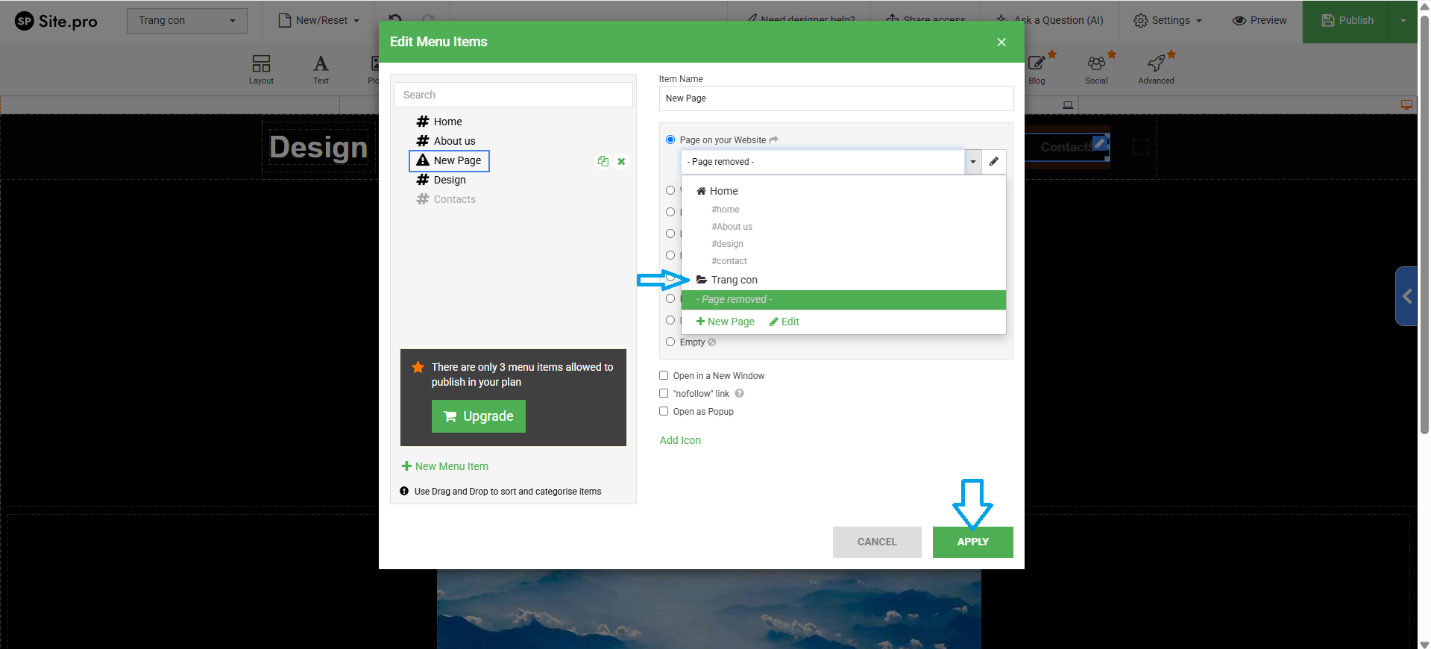 SP Site.pro
Trang con
New/Reset
Need designer help?
Share access
Ask a Question (AI)
Settings
Preview
Publish
Layout
Text
Blog
Social
Advanced
Design
Contact
Edit Menu Items
Search
# Home
# About us
New Page
# Design
# Contacts
There are only 3 menu items allowed to
publish in your plan
Upgrade
New Menu Item
Use Drag and Drop to sort and categorise items
Item Name
New Page
Page on your Website
- Page removed -
Home
#home
#About us
#design
#contact
Trang con
- Page removed -
New Page
Edit
Empty
Open in a New Window
"nofollow" link
Open as Popup
Add Icon
CANCEL
APPLY